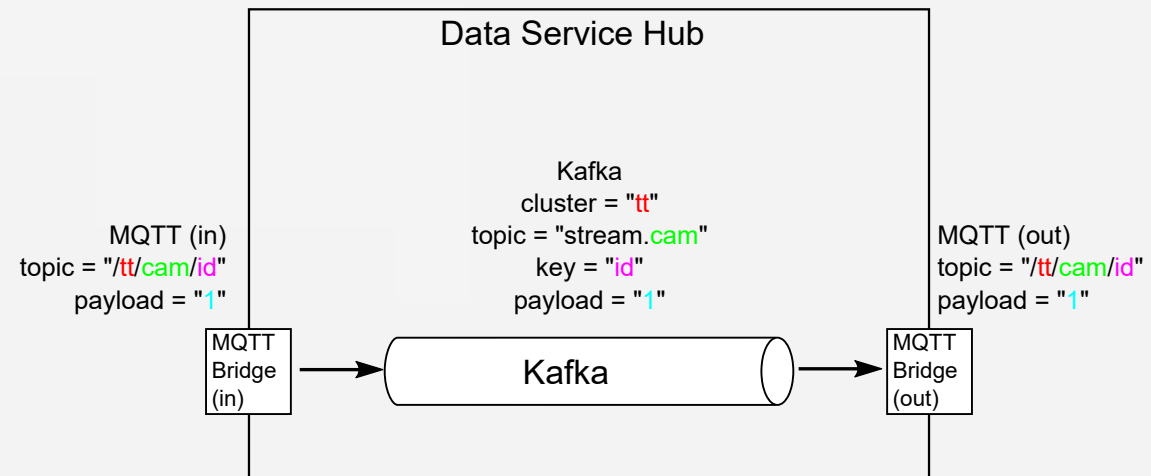 Data Service Hub
MQTT (in)
topic = "/tt/cam/id"
payload = "1"
Kafka
cluster = "tt"
topic = "stream.cam"
key = "id"
payload = "1"
MQTT (out)
topic = "/tt/cam/id"
payload = "1"
MQTT
Bridge
(in)
Kafka
MQTT
Bridge
(out)